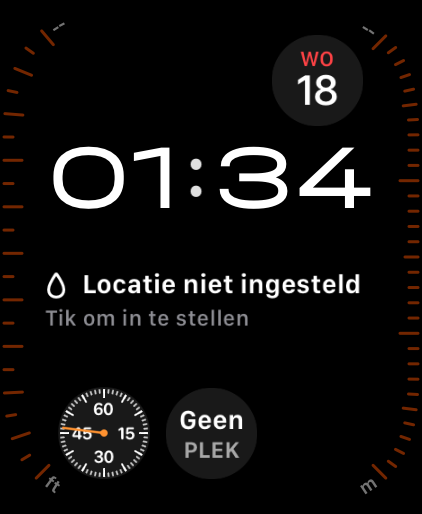 --
--
WO
18
01:34
Locatie niet ingesteld
Tik om in te stellen
60
45
15
30
Geen
PLEK
ft
m